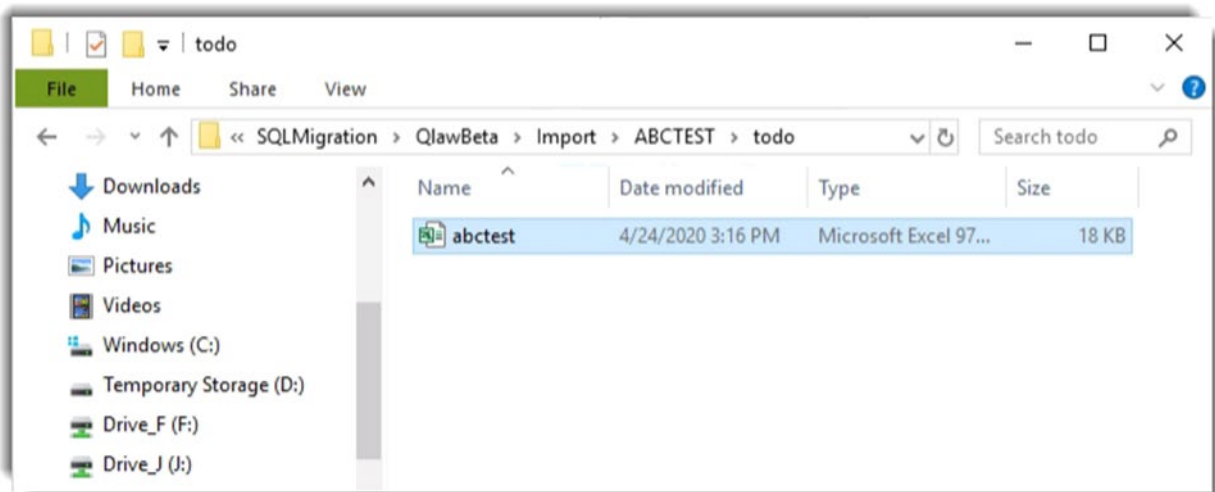 todo
File Home Share View
« SQLMigration › QlawBeta › Import › ABCTEST › todo Search todo
Downloads
Music
Pictures
Videos
Windows (C:)
Temporary Storage (D:)
Drive_F (F:)
Drive_J (J:)
Name Date modified Type Size
abctest 4/24/2020 3:16 PM Microsoft Excel 97... 18 KB